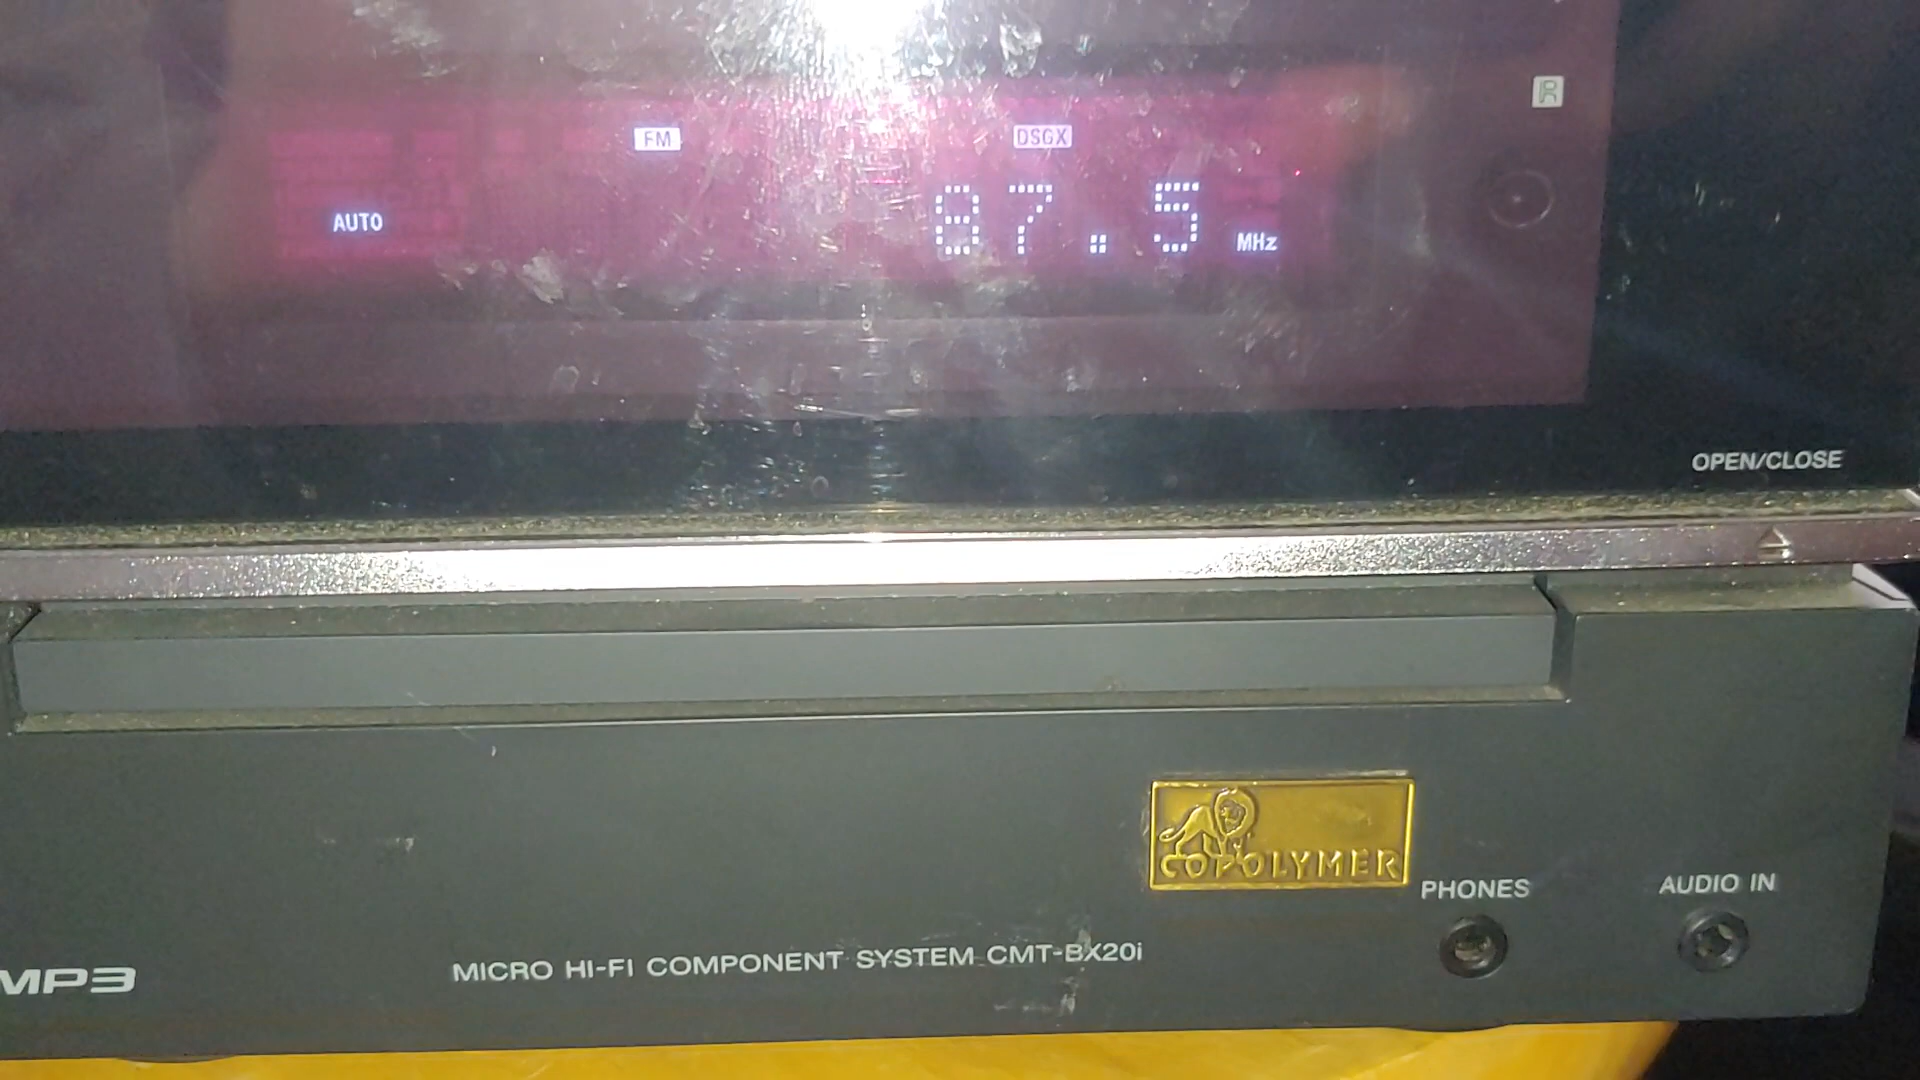 FM
DSGX
AUTO
87.5 MHz
OPEN/CLOSE
COPOLYMER
PHONES
AUDIO IN
MP3
MICRO HI-FI COMPONENT SYSTEM CMT-BX20i